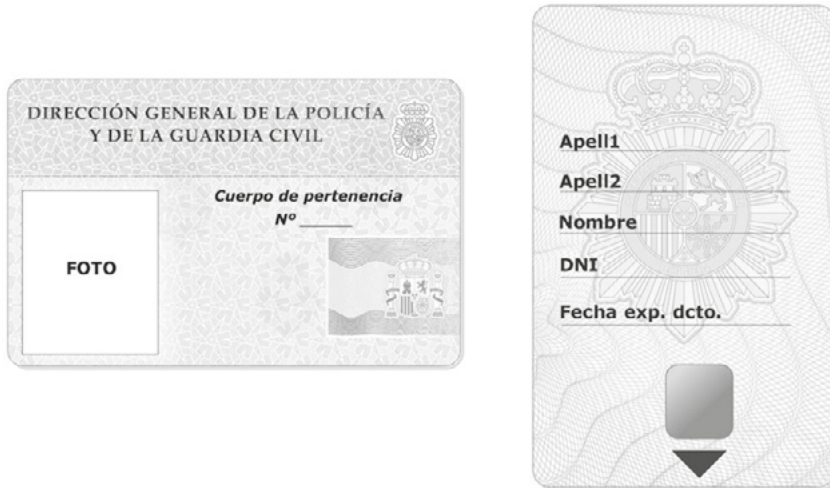 DIRECCIÓN GENERAL DE LA POLICÍA
Y DE LA GUARDIA CIVIL
Cuerpo de pertenencia
Nº ______
FOTO
Apell1
Apell2
Nombre
DNI
Fecha exp. dcto.